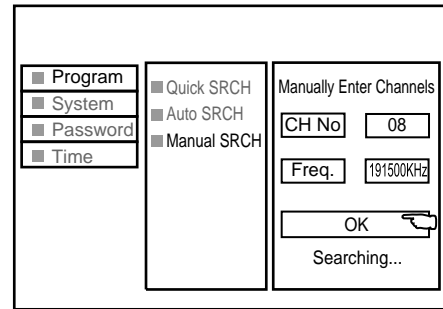 Program
System
Password
Time
Quick SRCH
Auto SRCH
Manual SRCH
Manually Enter Channels
CH No 08
Freq. 191500KHz
OK
Searching...